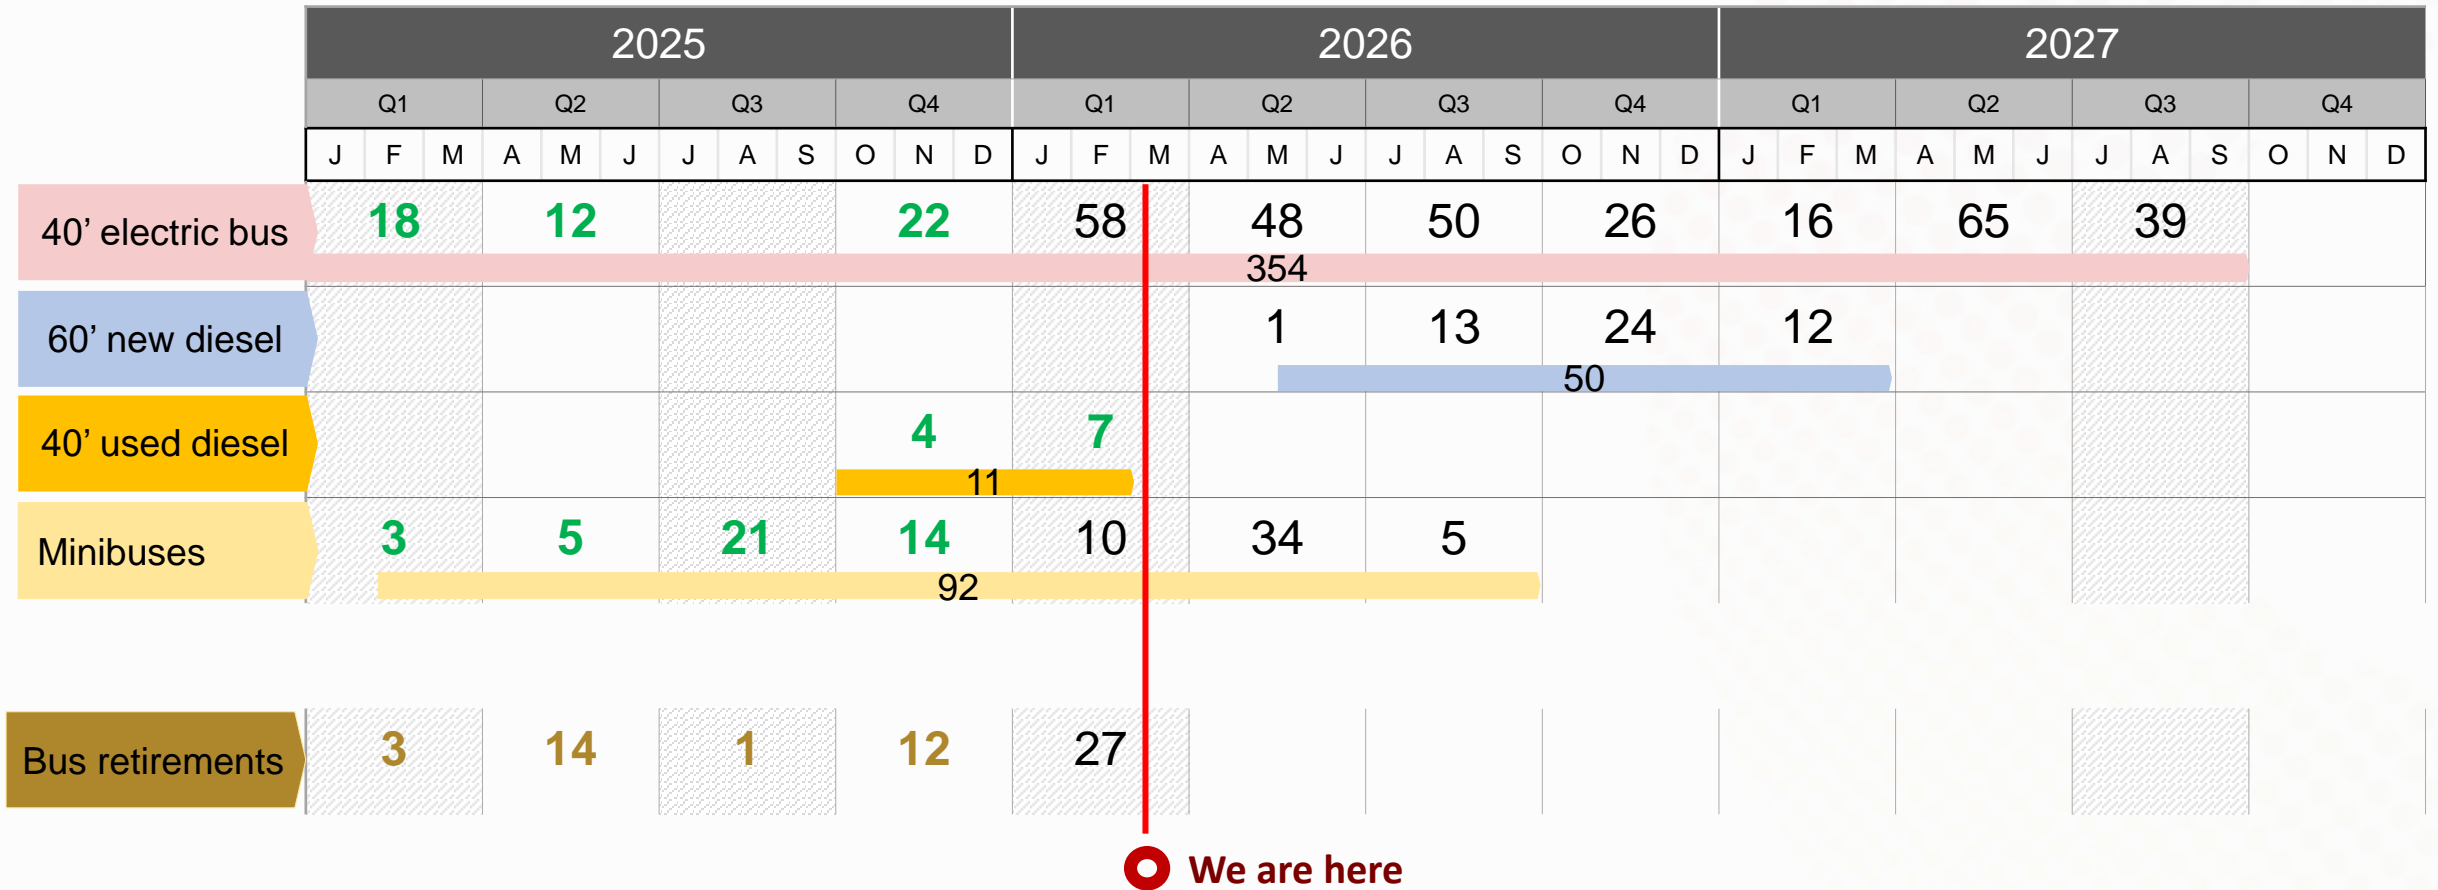 2025 2026 2027
Q1 Q2 Q3 Q4 Q1 Q2 Q3 Q4 Q1 Q2 Q3 Q4
J F M A M J J A S O N D J F M A M J J A S O N D J F M A M J J A S O N D
40’ electric bus 18 12 22 58 48 50 26 16 65 39
354
60’ new diesel 1 13 24 12
50
40’ used diesel 4 7
11
Minibuses 3 5 21 14 10 34 5
92
Bus retirements 3 14 1 12 27
We are here